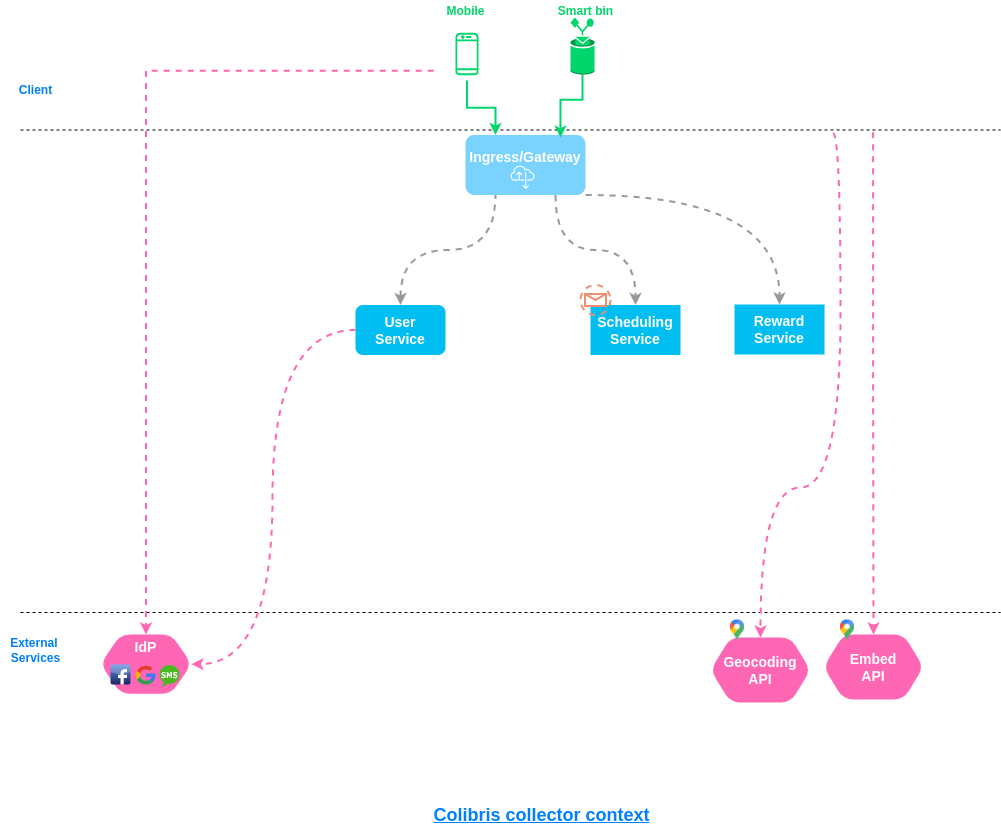 Mobile
Smart bin
Client
Ingress/Gateway
User
Service
Scheduling
Service
Reward
Service
External
Services
IdP
SMS
Geocoding
API
Embed
API
Colibris collector context